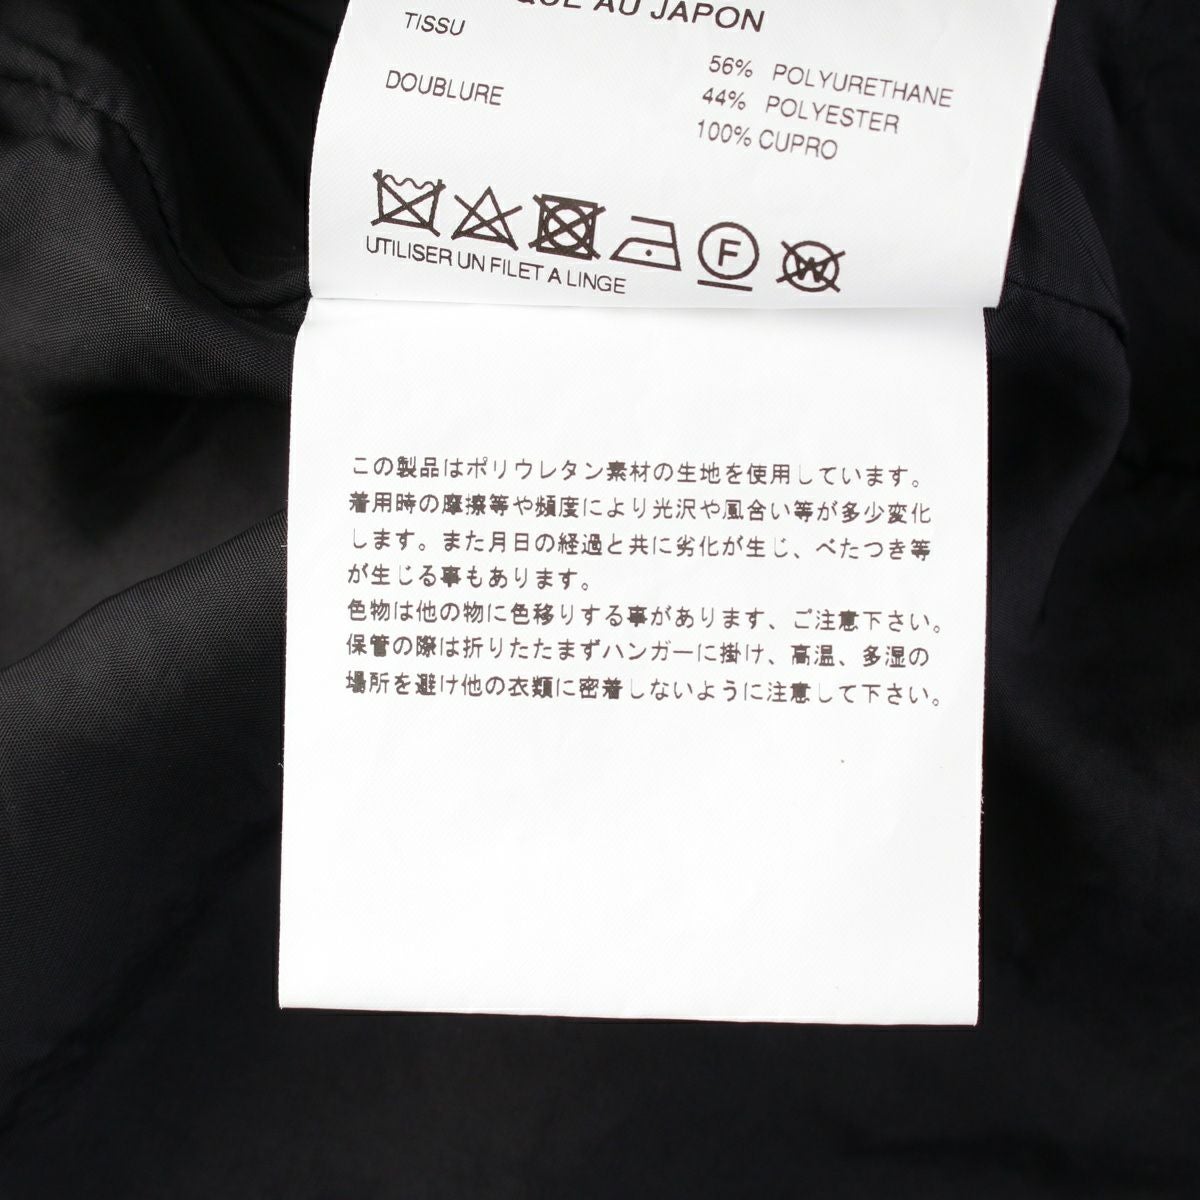 QUE AU JAPON
TISSU 56% POLYURETHANE
44% POLYESTER
DOUBLURE 100% CUPRO
F W
UTILISER UN FILET A LINGE
この製品はポリウレタン素材の生地を使用しています。
着用時の摩擦等や頻度により光沢や風合い等が多少変化
します。また月日の経過と共に劣化が生じ、べたつき等
が生じる事もあります。
色物は他の物に色移りする事があります、ご注意下さい。
保管の際は折りたたまずハンガーに掛け、高温、多湿の
場所を避け他の衣類に密着しないように注意して下さい。